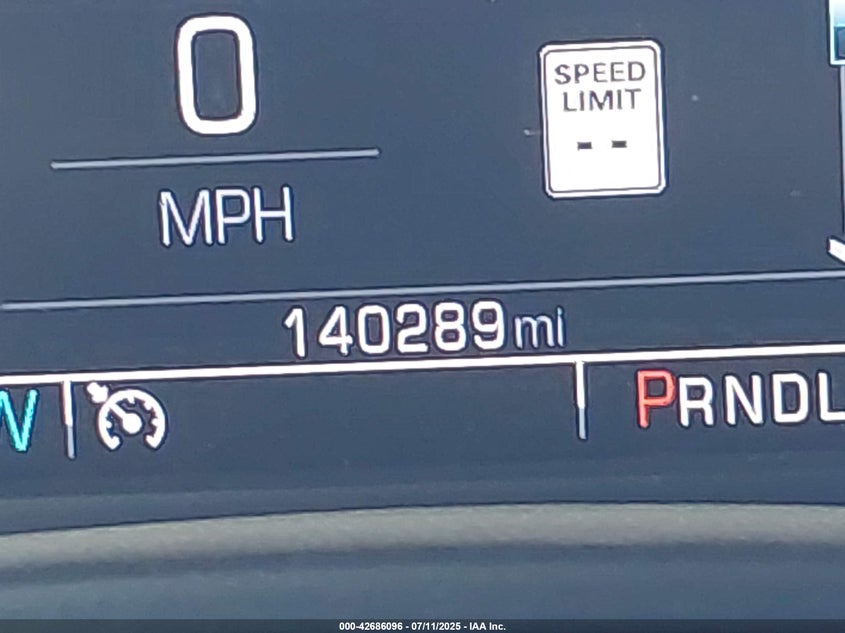 0
MPH
SPEED
LIMIT
--
140289 mi
PRNDL
000-42686096 - 07/11/2025 - IAA Inc.